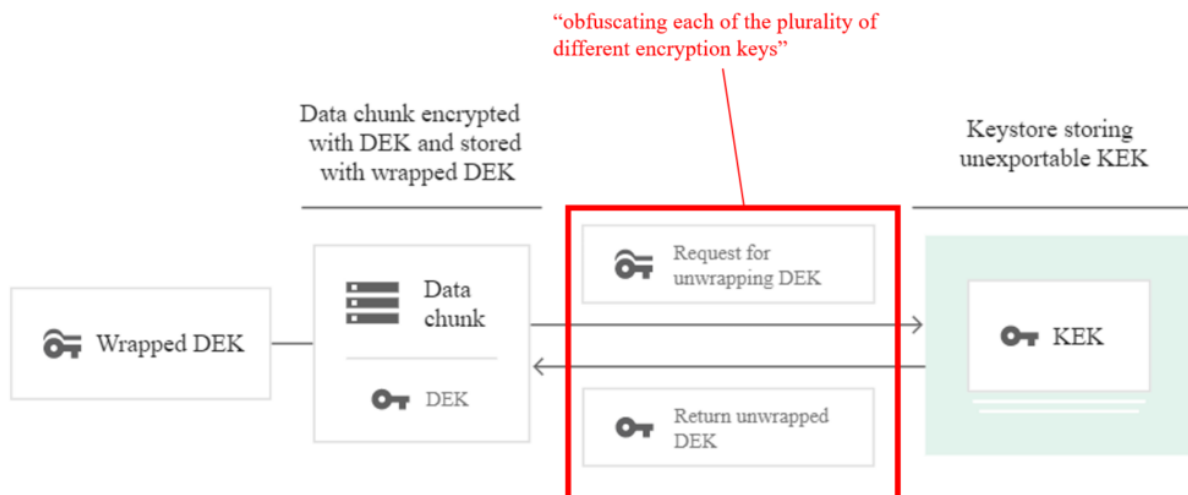 “obfuscating each of the plurality of
different encryption keys”
Data chunk encrypted
with DEK and stored
with wrapped DEK
Keystore storing
unexportable KEK
Wrapped DEK
Data
chunk
DEK
Request for
unwrapping DEK
Return unwrapped
DEK
KEK